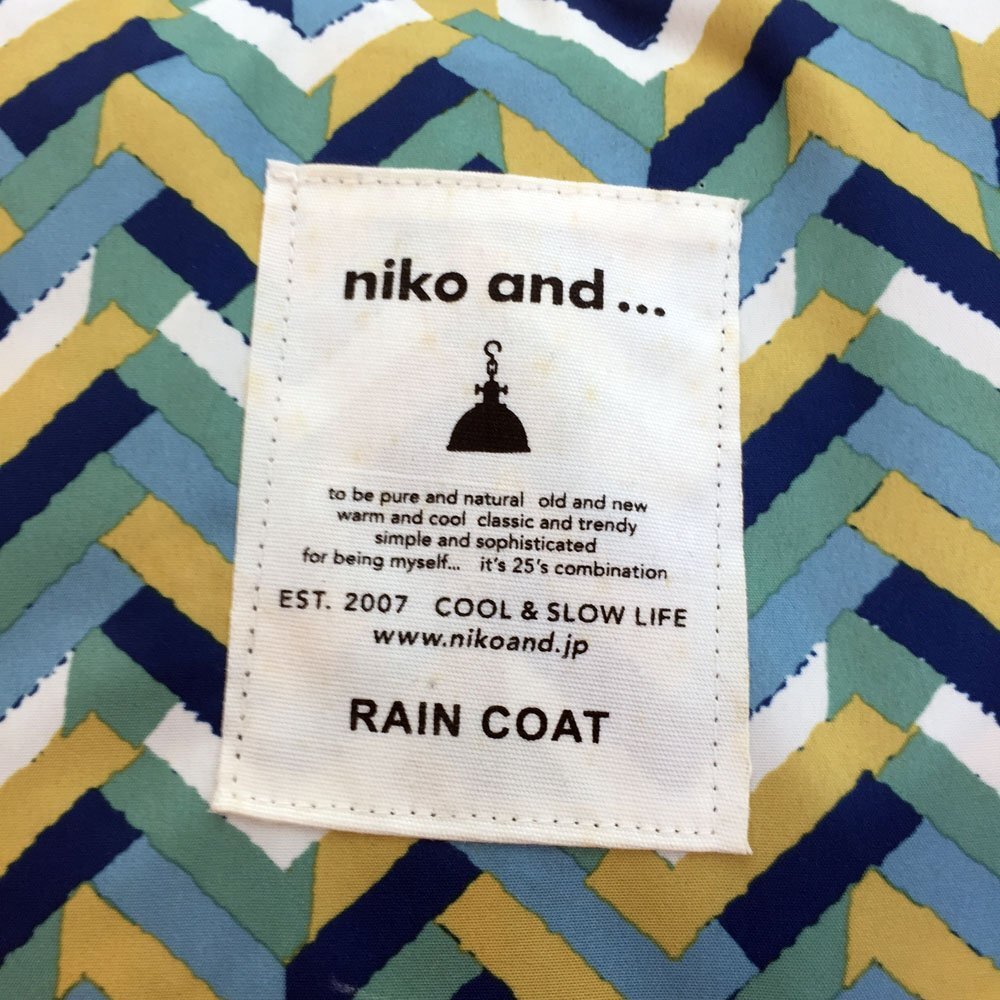 niko and...
to be pure and natural old and new
warm and cool classic and trendy
simple and sophisticated
for being myself... it's 25's combination
EST. 2007 COOL & SLOW LIFE
www.nikoand.jp
RAIN COAT